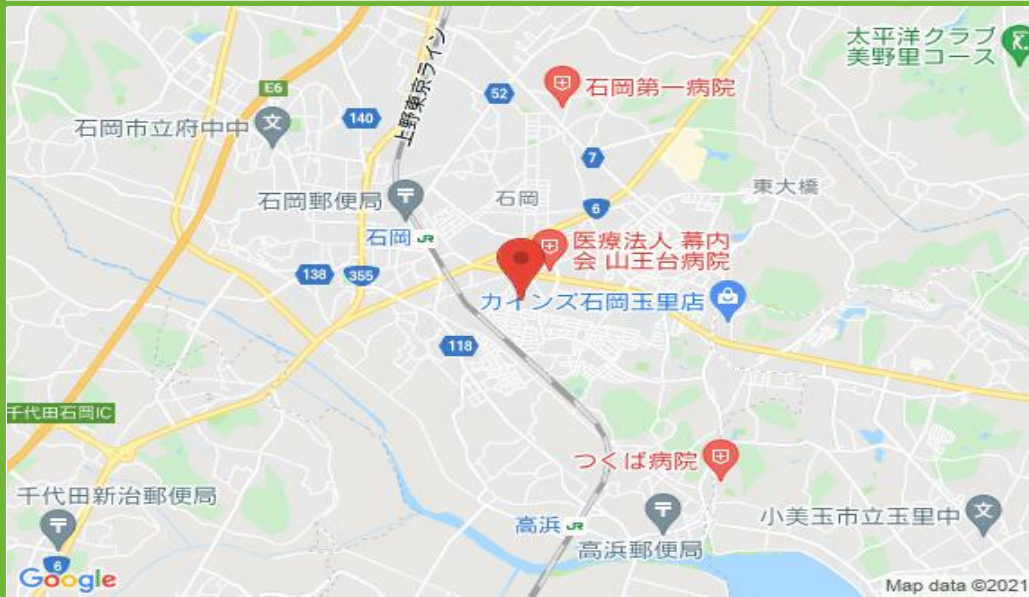 太平洋クラブ
美野里コース
上野東京ライン
E6
52
石岡第一病院
140
石岡市立府中中
7
東大橋
石岡郵便局
石岡
6
石岡 JR
医療法人 幕内
会 山王台病院
138
355
カインズ石岡玉里店
118
千代田石岡IC
つくば病院
千代田新治郵便局
高浜 JR
高浜郵便局
小美玉市立玉里中
6
Google
Map data ©2021